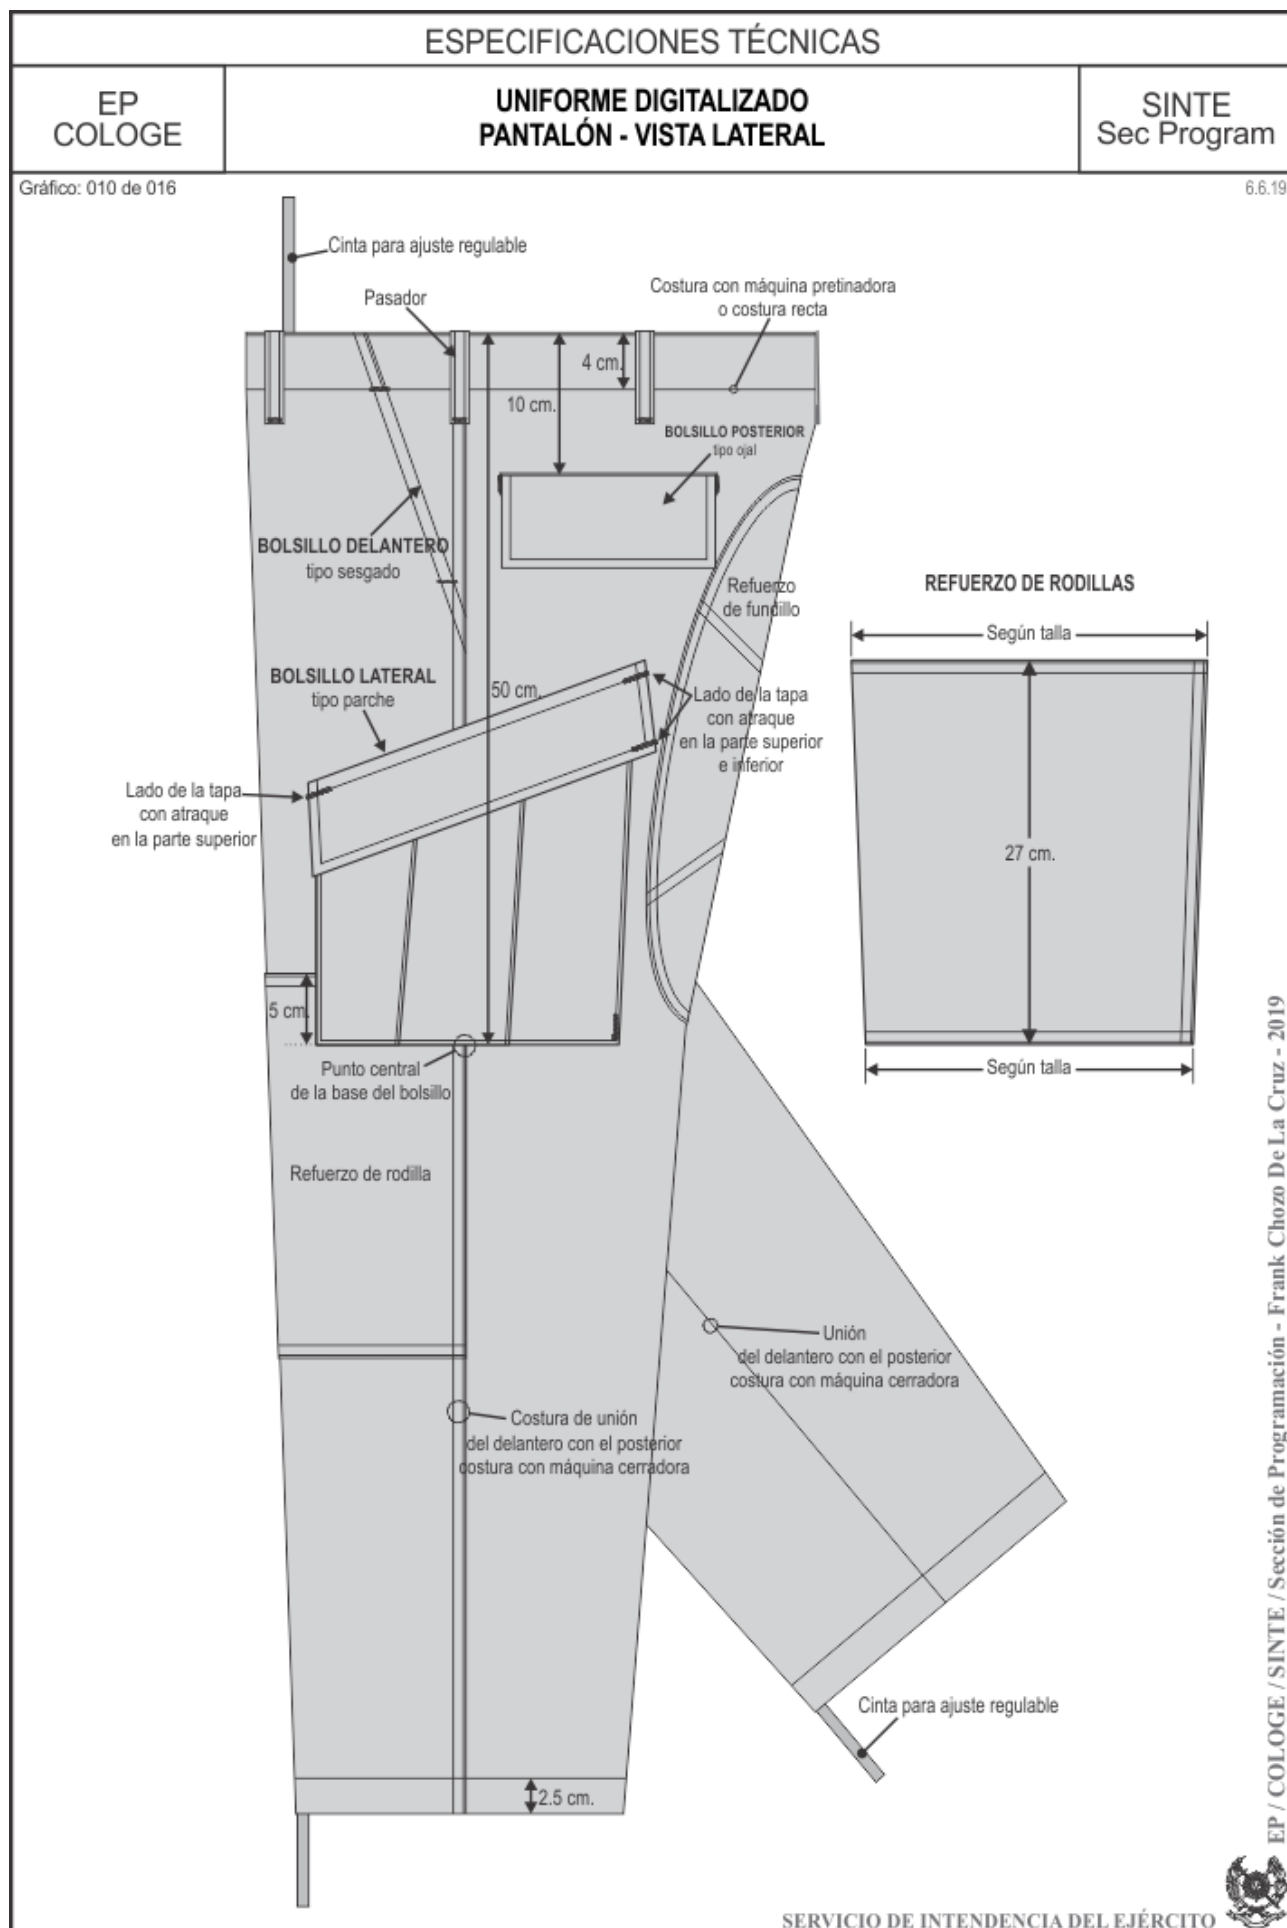 ESPECIFICACIONES TÉCNICAS
EP
COLOGE
UNIFORME DIGITALIZADO
PANTALÓN - VISTA LATERAL
SINTE
Sec Program
Gráfico: 010 de 016
6.6.19
Cinta para ajuste regulable
Pasador
Costura con máquina pretinadora
o costura recta
4 cm.
10 cm.
BOLSILLO POSTERIOR
tipo ojal
BOLSILLO DELANTERO
tipo sesgado
Refuerzo
de fundillo
REFUERZO DE RODILLAS
Según talla
BOLSILLO LATERAL
tipo parche
50 cm.
Lado de la tapa
con atraque
en la parte superior
e inferior
Lado de la tapa
con atraque
en la parte superior
27 cm.
5 cm.
Punto central
de la base del bolsillo
Según talla
Refuerzo de rodilla
Unión
del delantero con el posterior
costura con máquina cerradora
Costura de unión
del delantero con el posterior
costura con máquina cerradora
Cinta para ajuste regulable
2.5 cm.
EP / COLOGE / SINTE / Sección de Programación - Frank Chozo De La Cruz - 2019
SERVICIO DE INTENDENCIA DEL EJÉRCITO